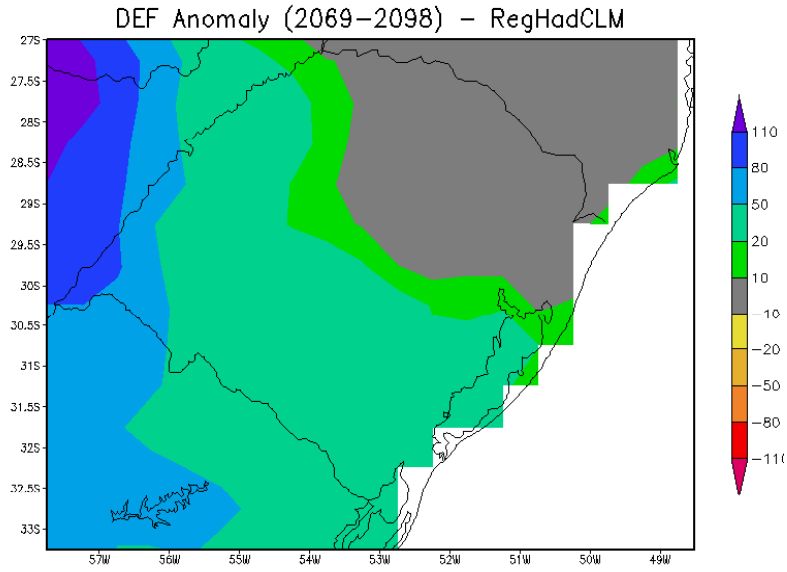 DEF Anomaly (2069-2098) - RegHadCLM
27S
27.5S
28S
28.5S
29S
29.5S
30S
30.5S
31S
31.5S
32S
32.5S
33S
57W 56W 55W 54W 53W 52W 51W 50W 49W
110
80
50
20
10
-10
-20
-50
-80
-110